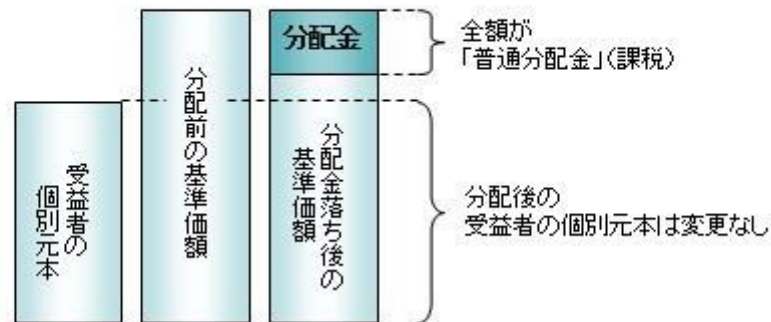 受益者の
個別元本
分配前の基準価額
分配金
分配金落ち後の
基準価額
全額が
「普通分配金」(課税)
分配後の
受益者の個別元本は変更なし